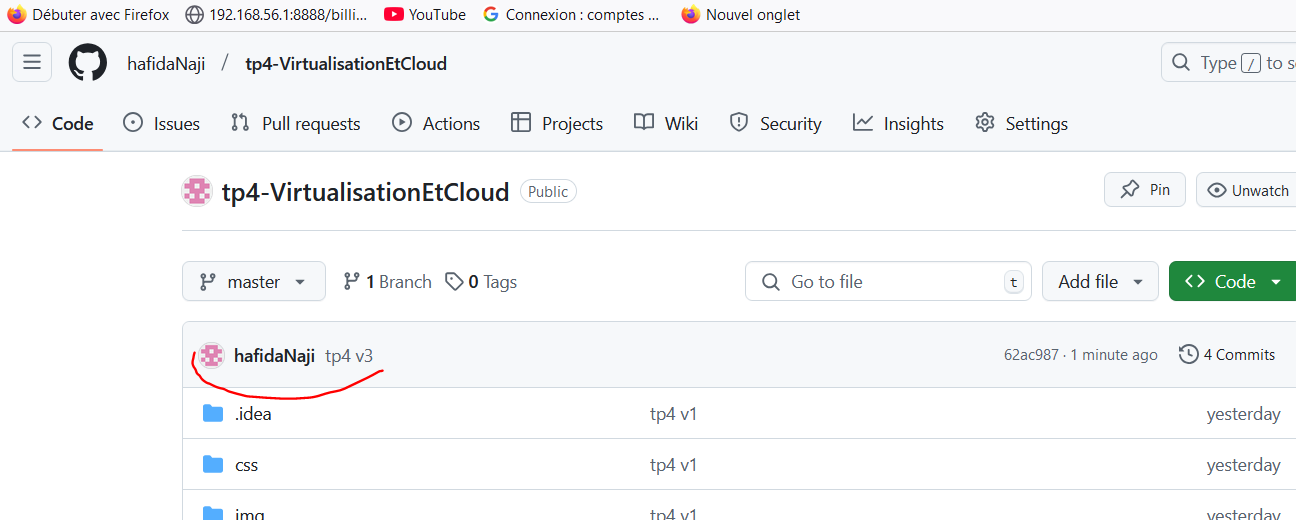 Débuter avec Firefox 192.168.56.1:8888/billi... YouTube Connexion : comptes ... Nouvel onglet
hafidaNaji / tp4-VirtualisationEtCloud Type / to s
Code Issues Pull requests Actions Projects Wiki Security Insights Settings
tp4-VirtualisationEtCloud Public Pin Unwatch
master 1 Branch 0 Tags Go to file t Add file Code
hafidaNaji tp4 v3 62ac987 · 1 minute ago 4 Commits
.idea tp4 v1 yesterday
css tp4 v1 yesterday
img tp4 v1 yesterday